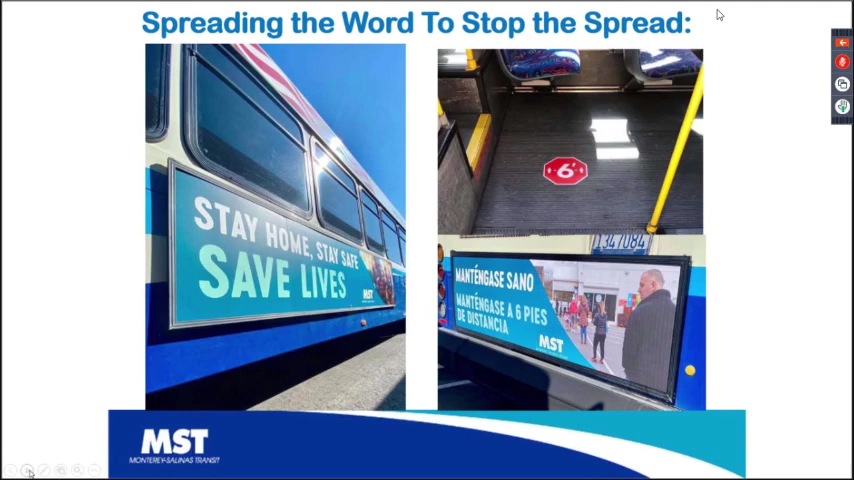 Spreading the Word To Stop the Spread:
STAY HOME, STAY SAFE
SAVE LIVES
MST
6'
1347084
MANTÉNGASE SANO
MANTÉNGASE A 6 PIES
DE DISTANCIA
MST
MST
MONTEREY-SALINAS TRANSIT